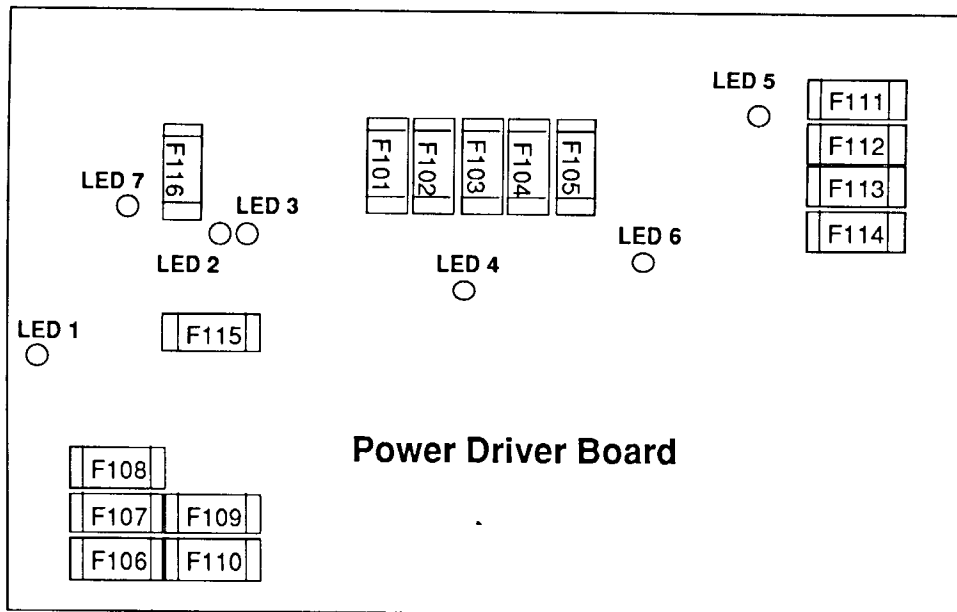 LED 5
F111
F112
F113
F114
F116
F101
F102
F103
F104
F105
LED 7
LED 3
LED 2
LED 4
LED 6
LED 1
F115
Power Driver Board
F108
F107
F109
F106
F110